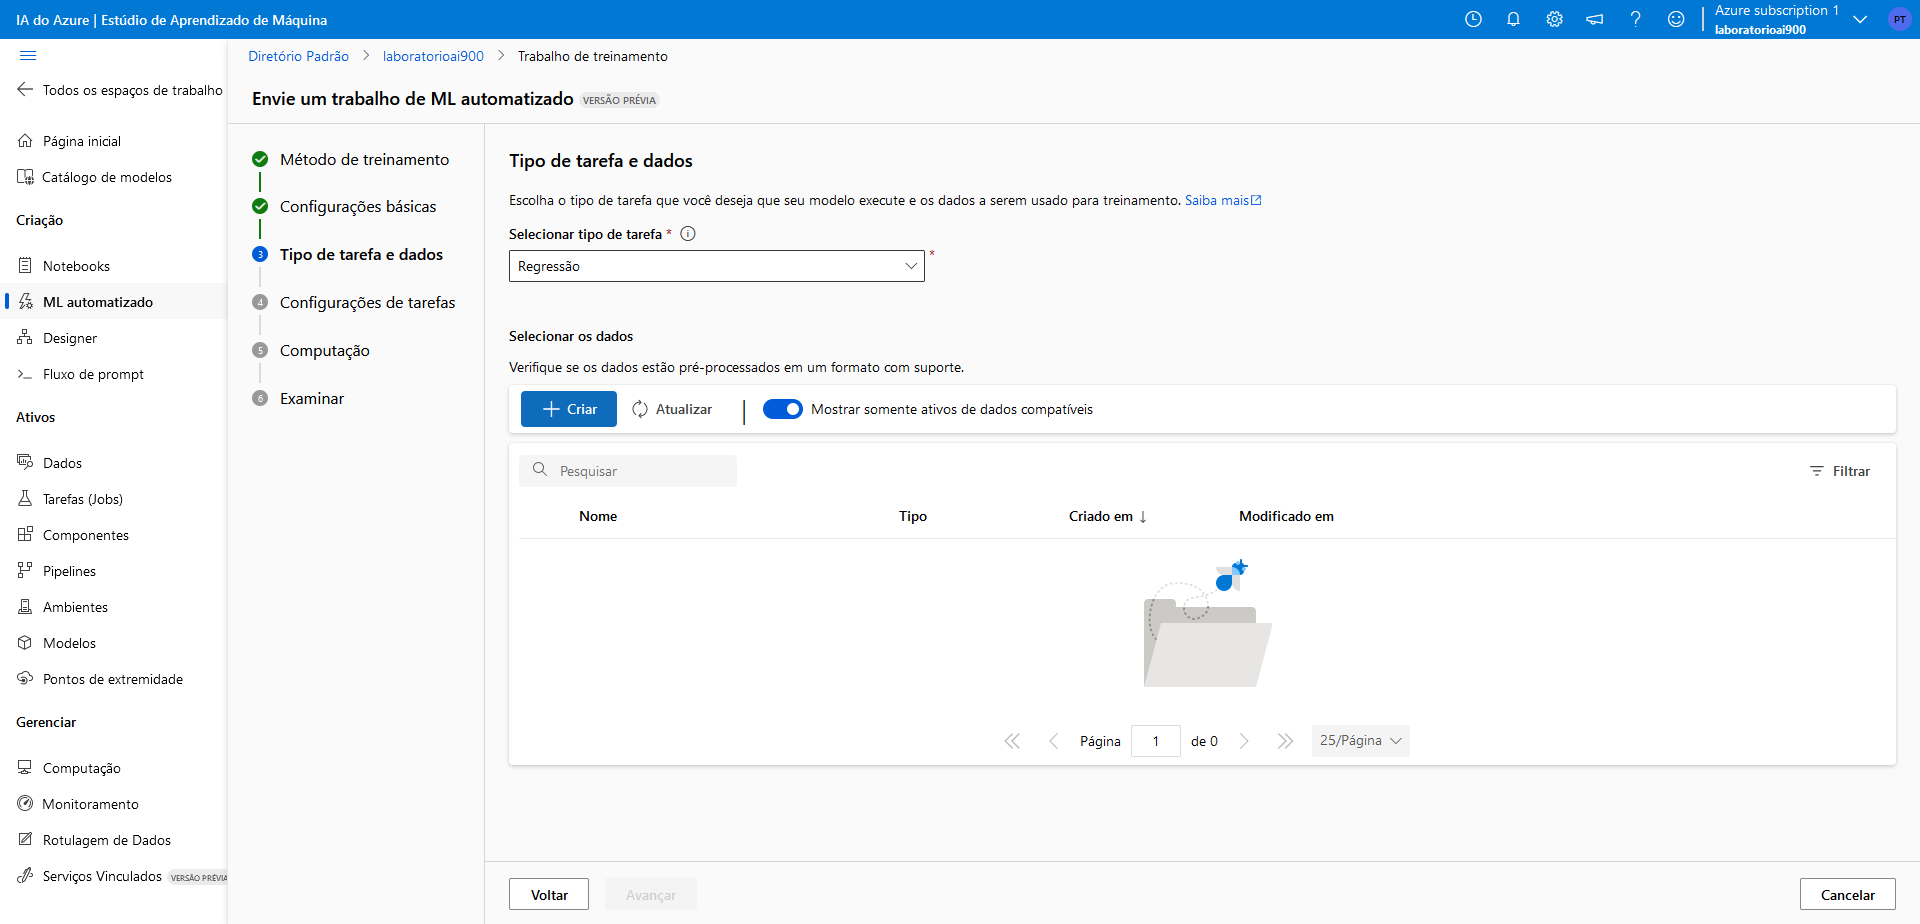 IA do Azure | Estúdio de Aprendizado de Máquina
Azure subscription 1
laboratorioai900
PT
Todos os espaços de trabalho
Página inicial
Catálogo de modelos
Criação
Notebooks
ML automatizado
Designer
Fluxo de prompt
Ativos
Dados
Tarefas (Jobs)
Componentes
Pipelines
Ambientes
Modelos
Pontos de extremidade
Gerenciar
Computação
Monitoramento
Rotulagem de Dados
Serviços Vinculados VERSÃO PRÉVIA
Diretório Padrão > laboratorioai900 > Trabalho de treinamento
Envie um trabalho de ML automatizado VERSÃO PRÉVIA
Método de treinamento
Configurações básicas
3 Tipo de tarefa e dados
4 Configurações de tarefas
5 Computação
6 Examinar
Tipo de tarefa e dados
Escolha o tipo de tarefa que você deseja que seu modelo execute e os dados a serem usado para treinamento. Saiba mais
Selecionar tipo de tarefa *
Regressão *
Selecionar os dados
Verifique se os dados estão pré-processados em um formato com suporte.
+ Criar Atualizar | Mostrar somente ativos de dados compatíveis
Pesquisar Filtrar
Nome Tipo Criado em ↓ Modificado em
Página 1 de 0 25/Página
Voltar Avançar Cancelar